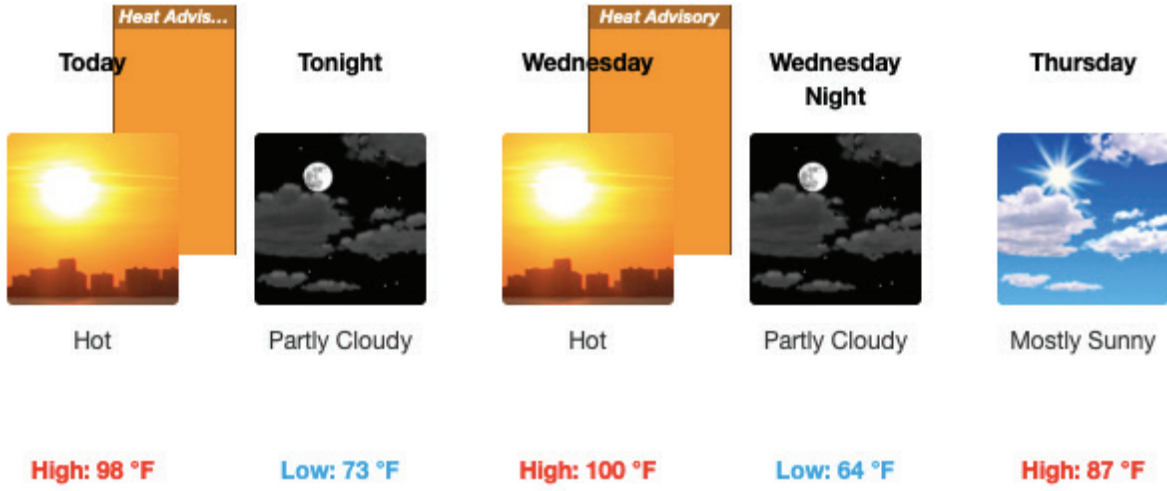 Heat Advis... Heat Advisory
Today Tonight Wednesday Wednesday Night Thursday
Hot Partly Cloudy Hot Partly Cloudy Mostly Sunny
High: 98 °F Low: 73 °F High: 100 °F Low: 64 °F High: 87 °F